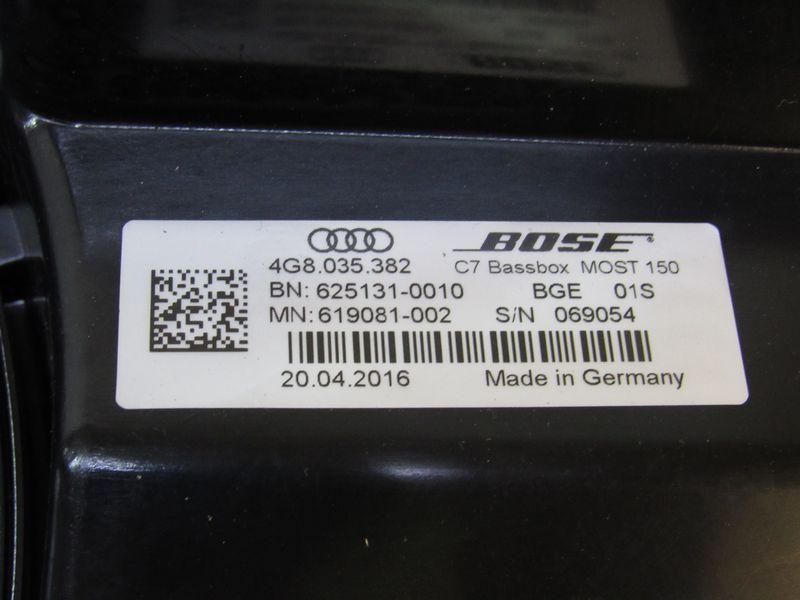 BOSE
4G8.035.382 C7 Bassbox MOST 150
BN: 625131-0010 BGE 01S
MN: 619081-002 S/N 069054
20.04.2016 Made in Germany